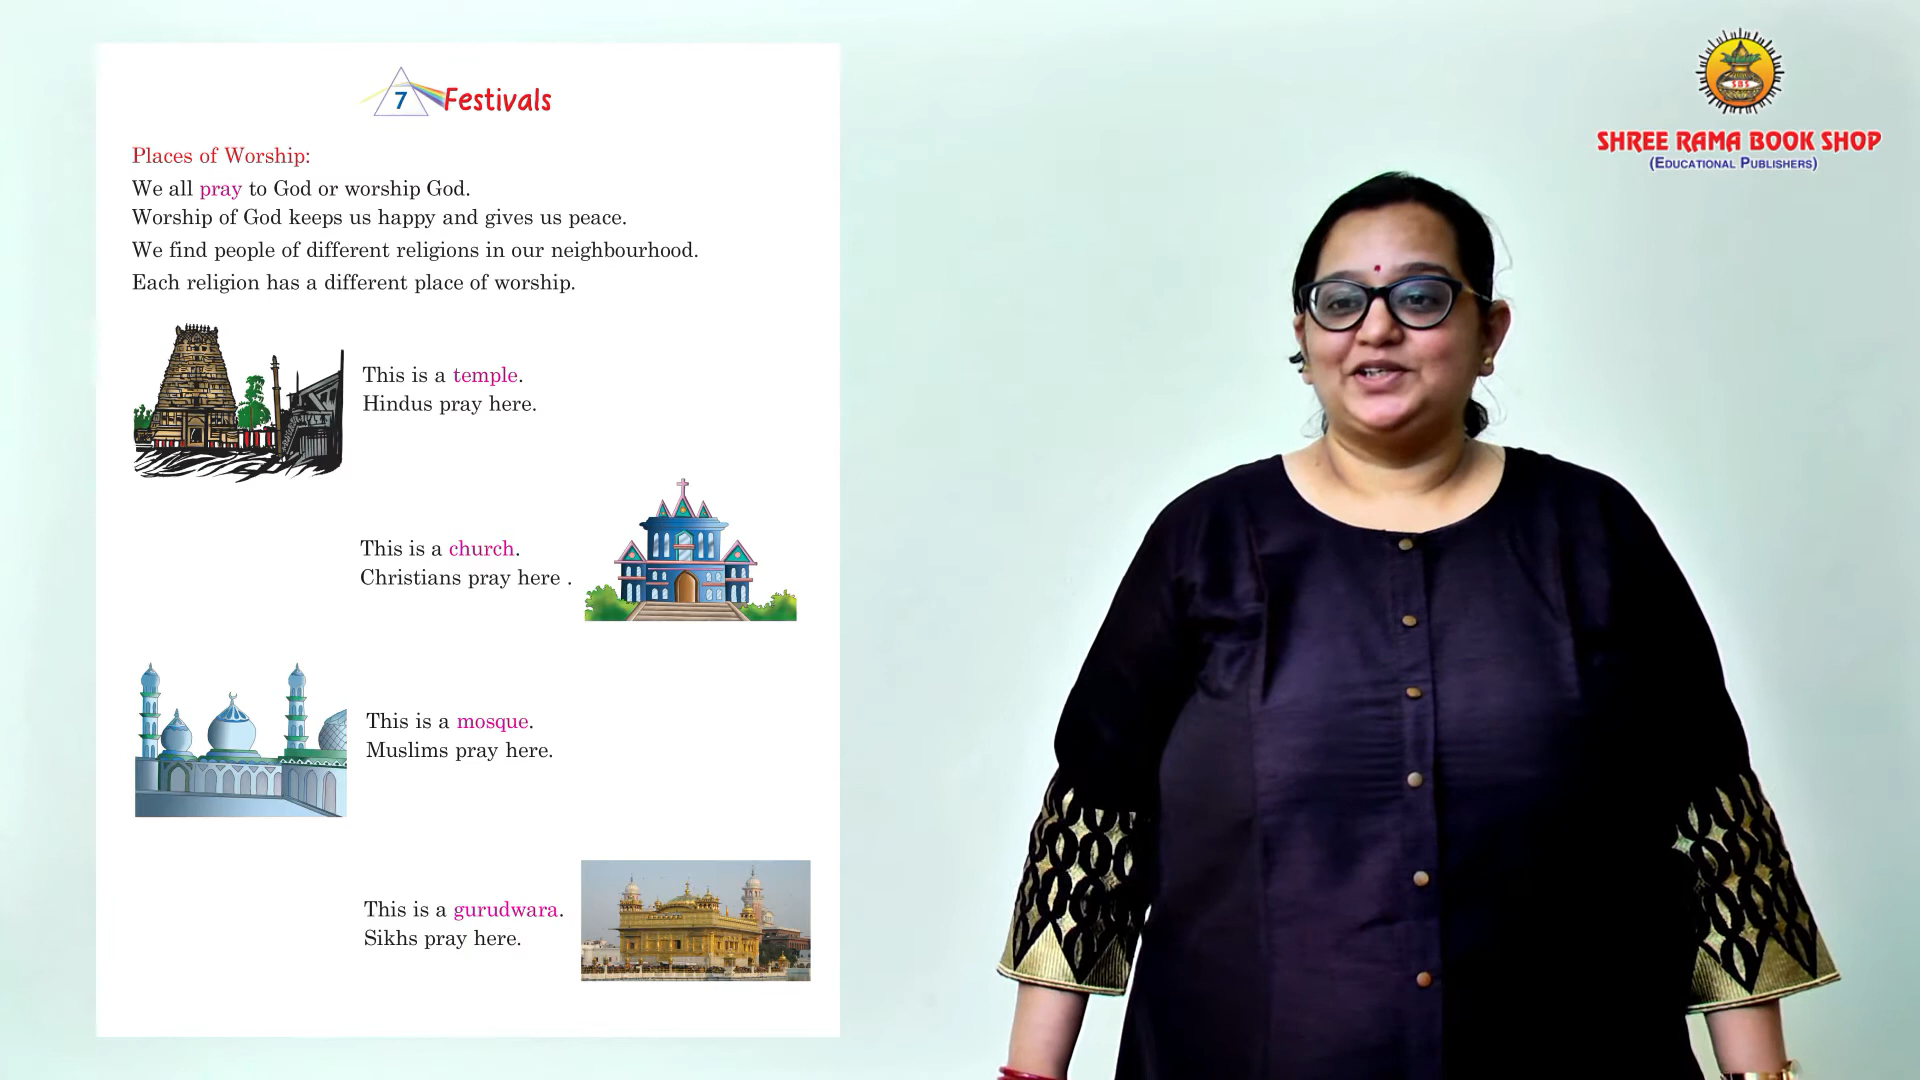 7 Festivals
Places of Worship:
We all pray to God or worship God.
Worship of God keeps us happy and gives us peace.
We find people of different religions in our neighbourhood.
Each religion has a different place of worship.
This is a temple.
Hindus pray here.
This is a church.
Christians pray here .
This is a mosque.
Muslims pray here.
This is a gurudwara.
Sikhs pray here.
SBS
SHREE RAMA BOOK SHOP
(EDUCATIONAL PUBLISHERS)